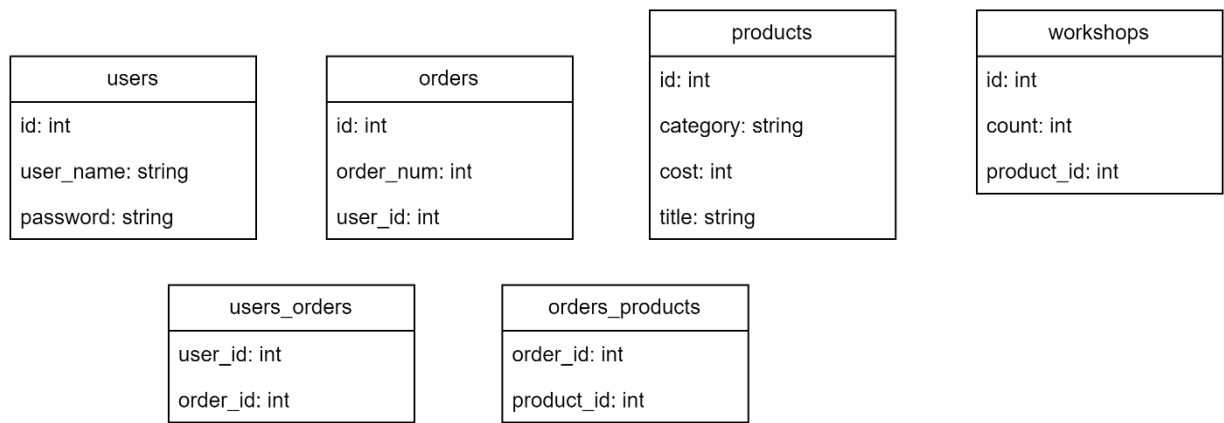 users
id: int
user_name: string
password: string
orders
id: int
order_num: int
user_id: int
products
id: int
category: string
cost: int
title: string
workshops
id: int
count: int
product_id: int
users_orders
user_id: int
order_id: int
orders_products
order_id: int
product_id: int